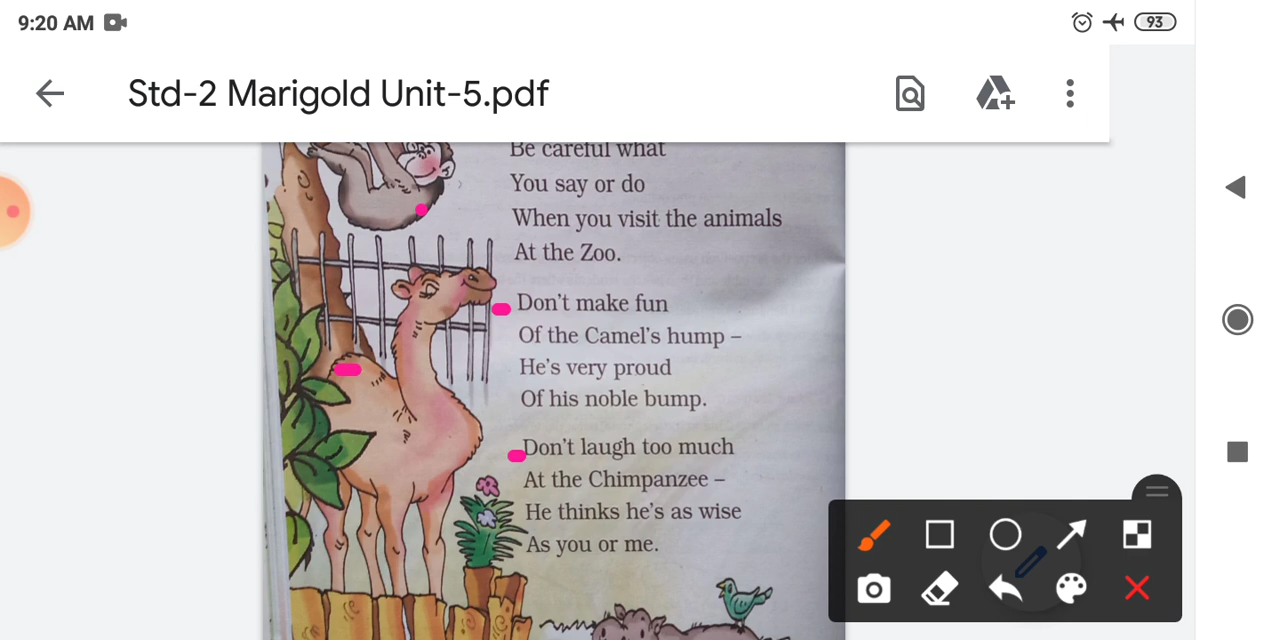 9:20 AM
93
Std-2 Marigold Unit-5.pdf
Be careful what
You say or do
When you visit the animals
At the Zoo.
Don't make fun
Of the Camel's hump –
He's very proud
Of his noble bump.
Don't laugh too much
At the Chimpanzee –
He thinks he's as wise
As you or me.